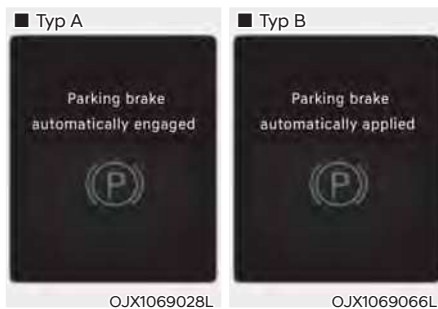 ■ Typ A
Parking brake
automatically engaged
P
OJX1069028L
■ Typ B
Parking brake
automatically applied
P
OJX1069066L